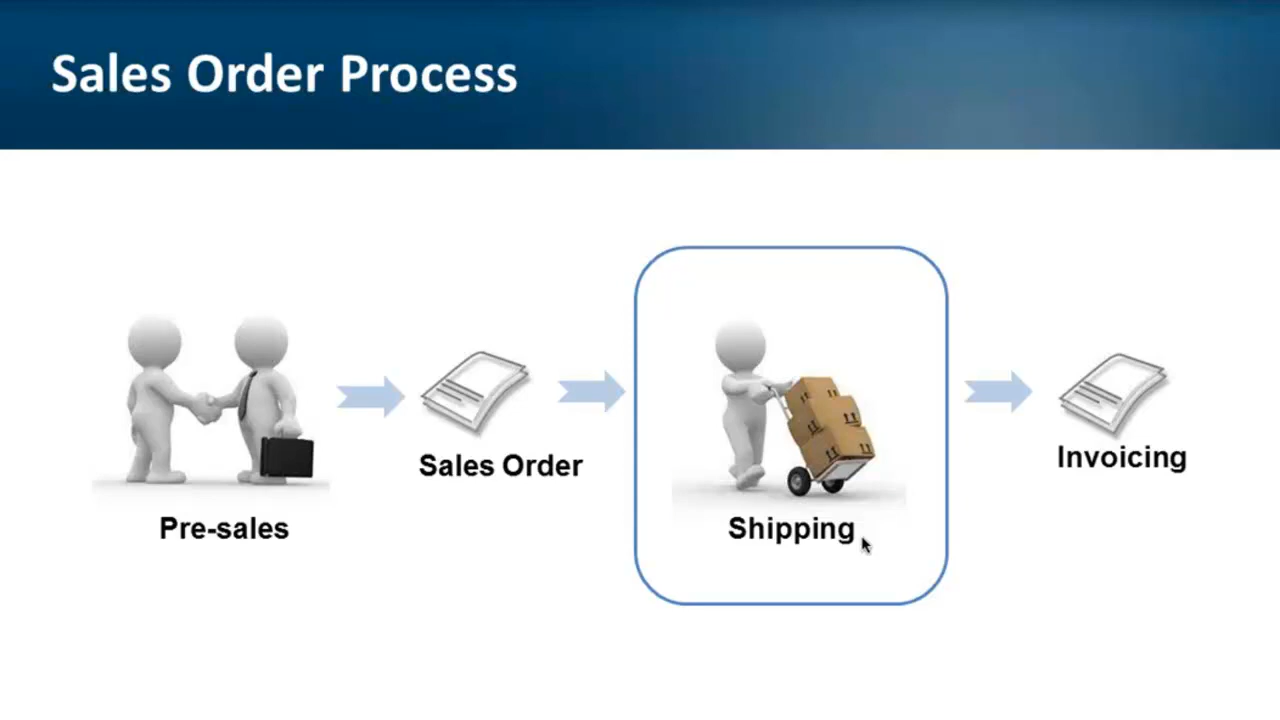 Sales Order Process
Pre-sales
Sales Order
Shipping
Invoicing